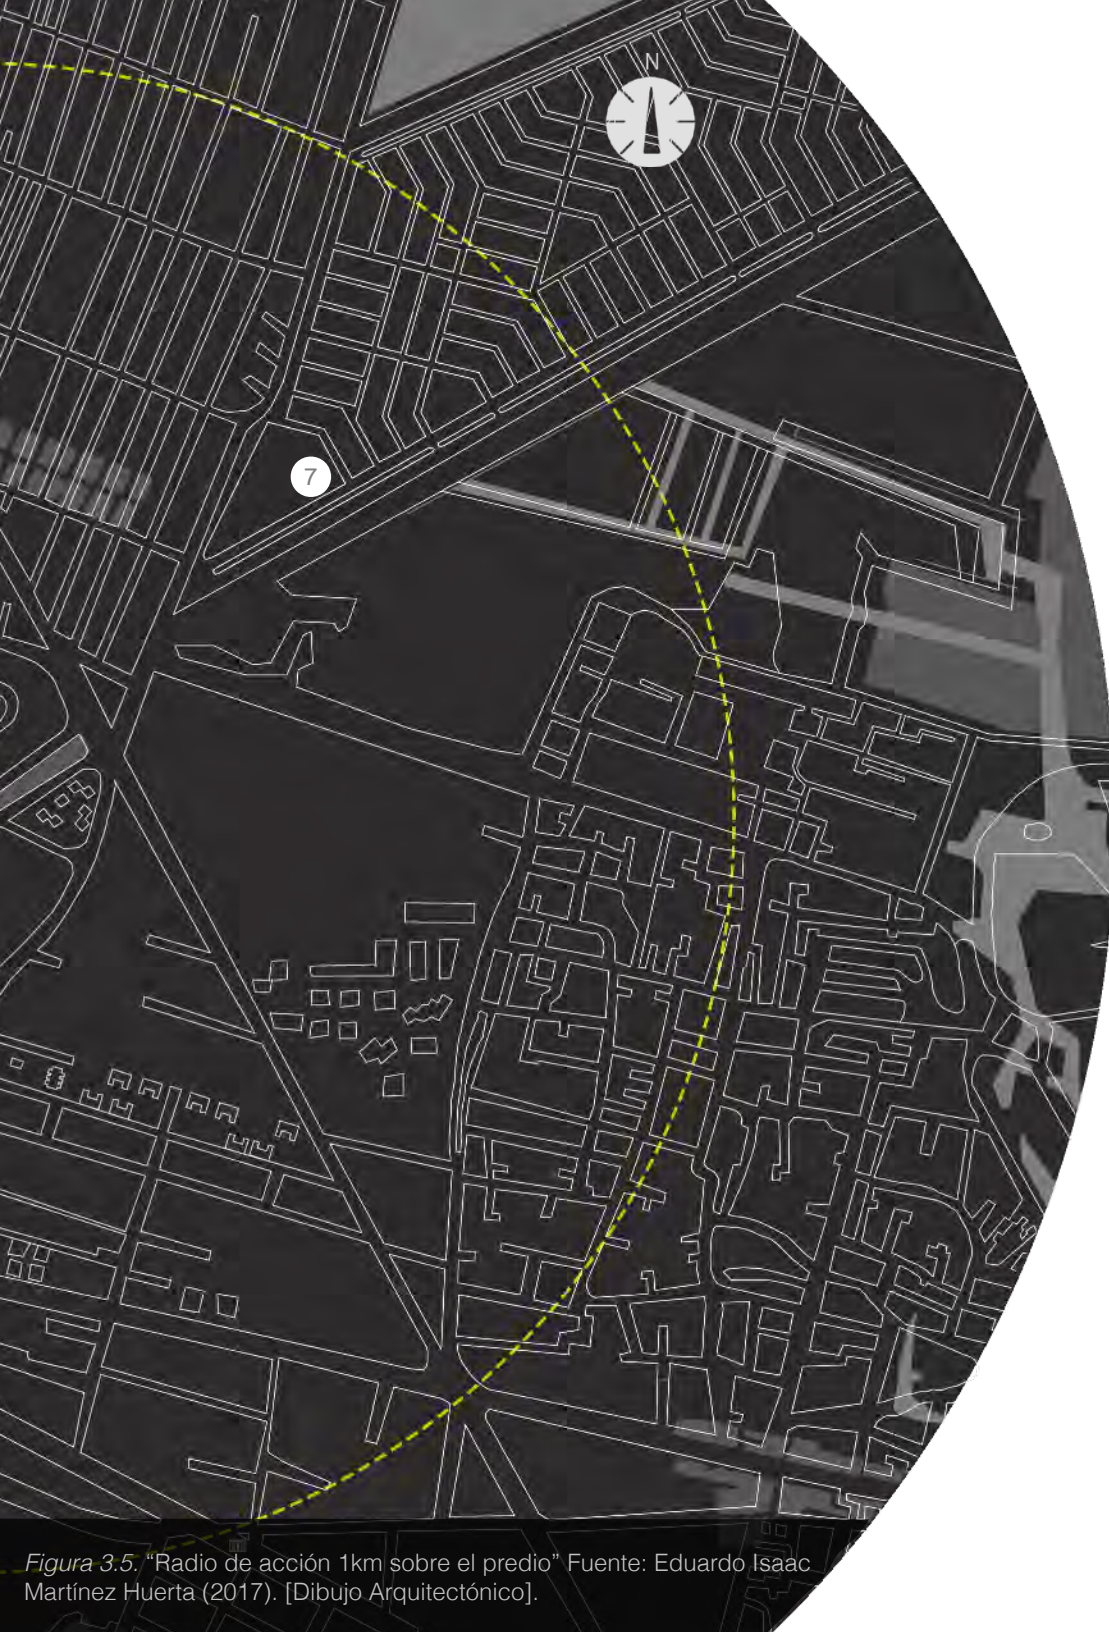 N
7
Figura 3.5. “Radio de acción 1km sobre el predio” Fuente: Eduardo Isaac
Martínez Huerta (2017). [Dibujo Arquitectónico].